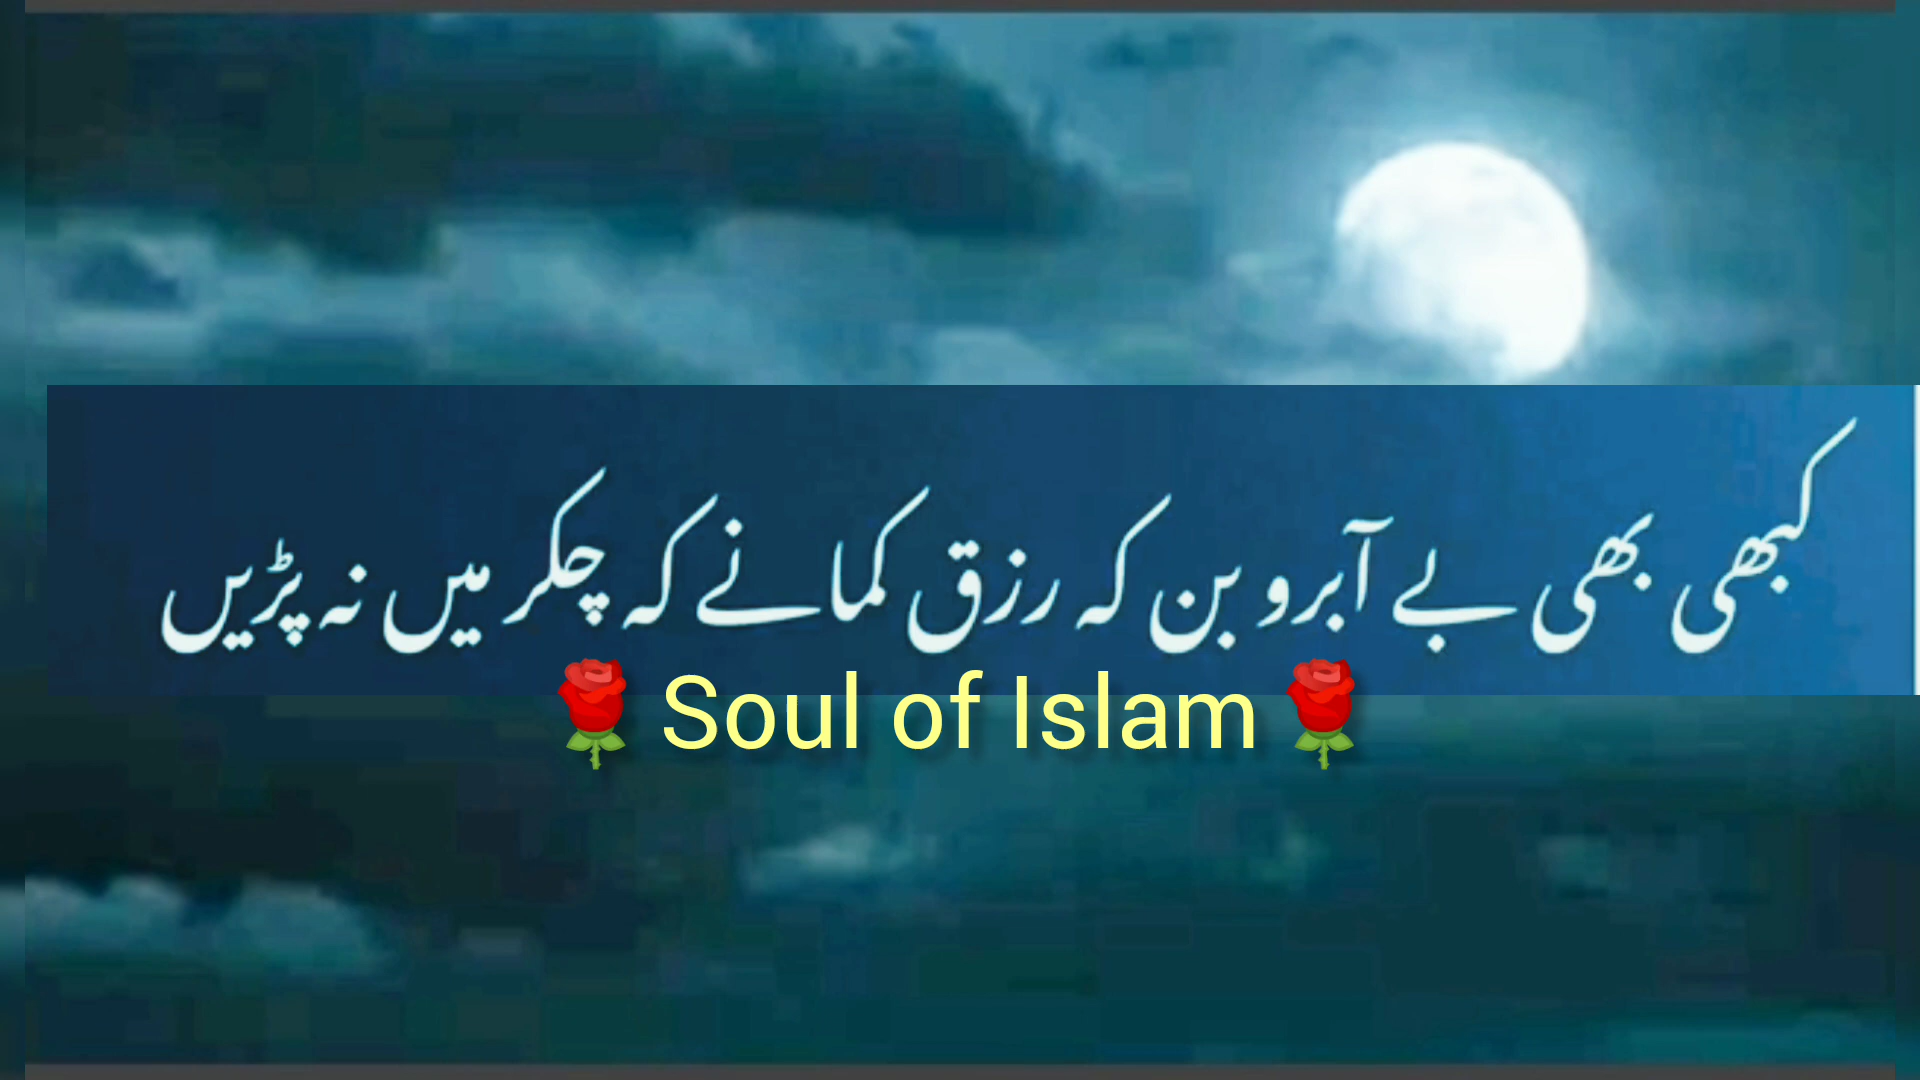 کبھی بھی بے آبرو بن کہ رزق کمانے کہ چکر میں نہ پڑیں
🌹Soul of Islam🌹